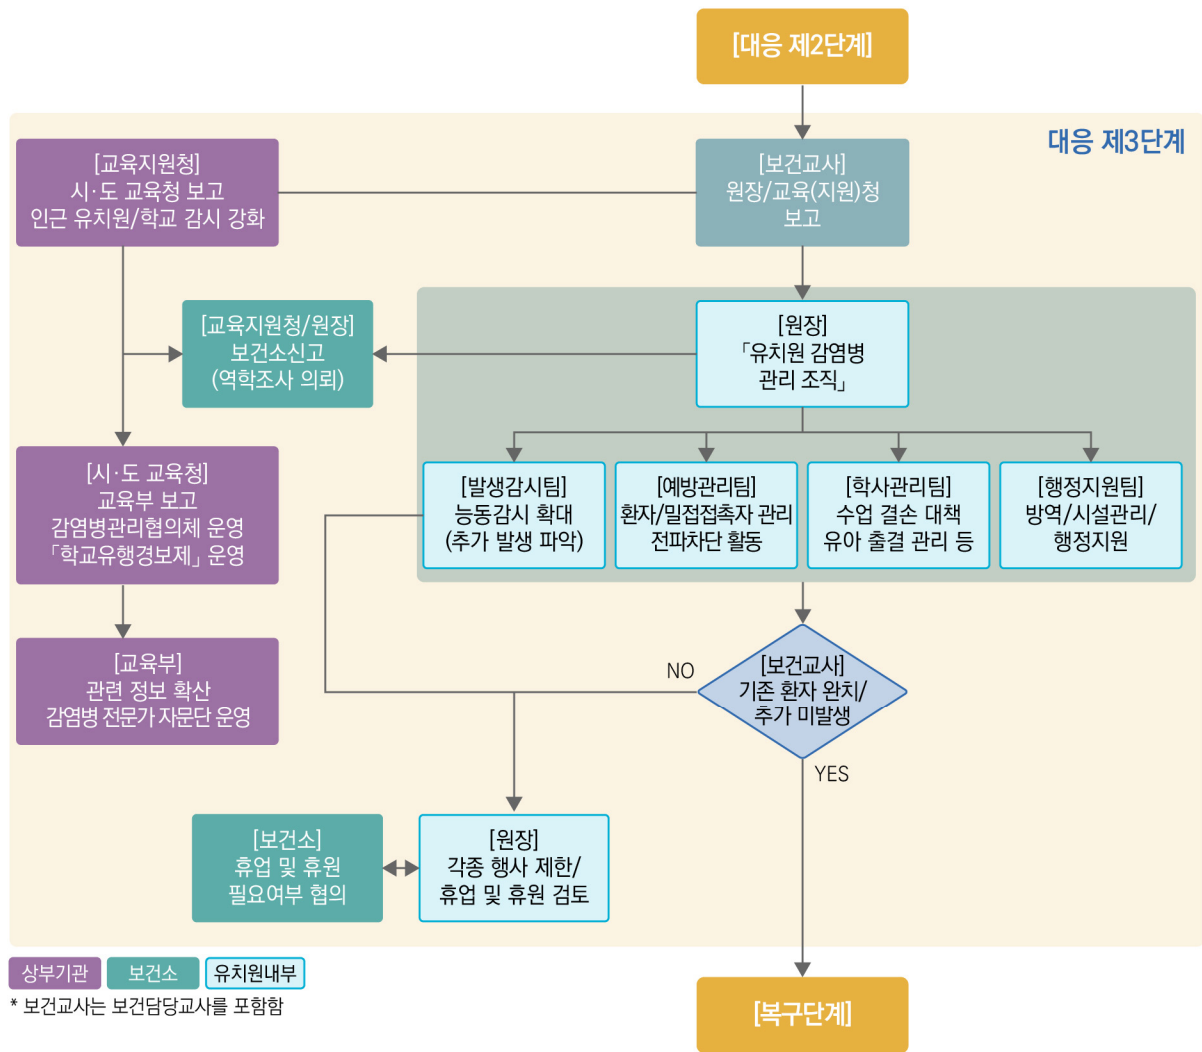 [대응 제2단계]
대응 제3단계
[교육지원청]
시·도 교육청 보고
인근 유치원/학교 감시 강화
[보건교사]
원장/교육(지원)청
보고
[교육지원청/원장]
보건소신고
(역학조사 의뢰)
[원장]
「유치원 감염병
관리 조직」
[시·도 교육청]
교육부 보고
감염병관리협의체 운영
「학교유행경보제」 운영
[발생감시팀]
능동감시 확대
(추가 발생 파악)
[예방관리팀]
환자/밀접접촉자 관리
전파차단 활동
[학사관리팀]
수업 결손 대책
유아 출결 관리 등
[행정지원팀]
방역/시설관리/
행정지원
[교육부]
관련 정보 확산
감염병 전문가 자문단 운영
NO
[보건교사]
기존 환자 완치/
추가 미발생
YES
[보건소]
휴업 및 휴원
필요여부 협의
[원장]
각종 행사 제한/
휴업 및 휴원 검토
상부기관
보건소
유치원내부
* 보건교사는 보건담당교사를 포함함
[복구단계]